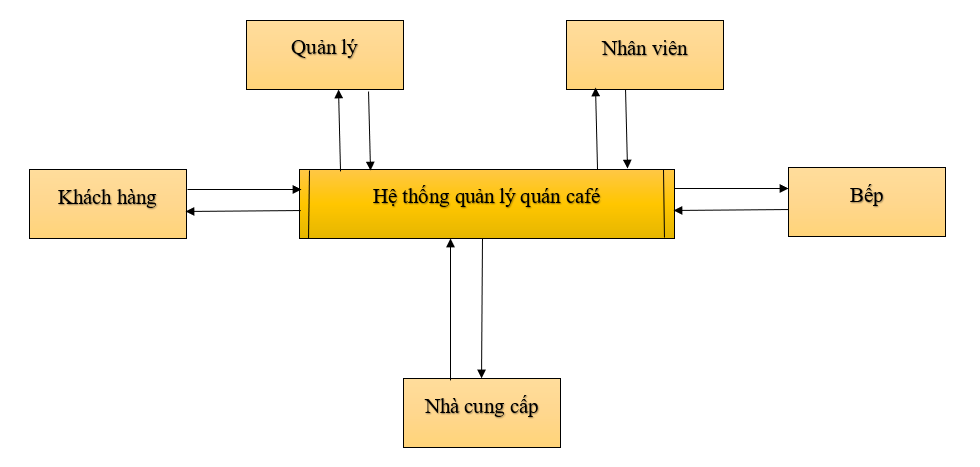 Quản lý
Nhân viên
Khách hàng
Hệ thống quản lý quán café
Bếp
Nhà cung cấp